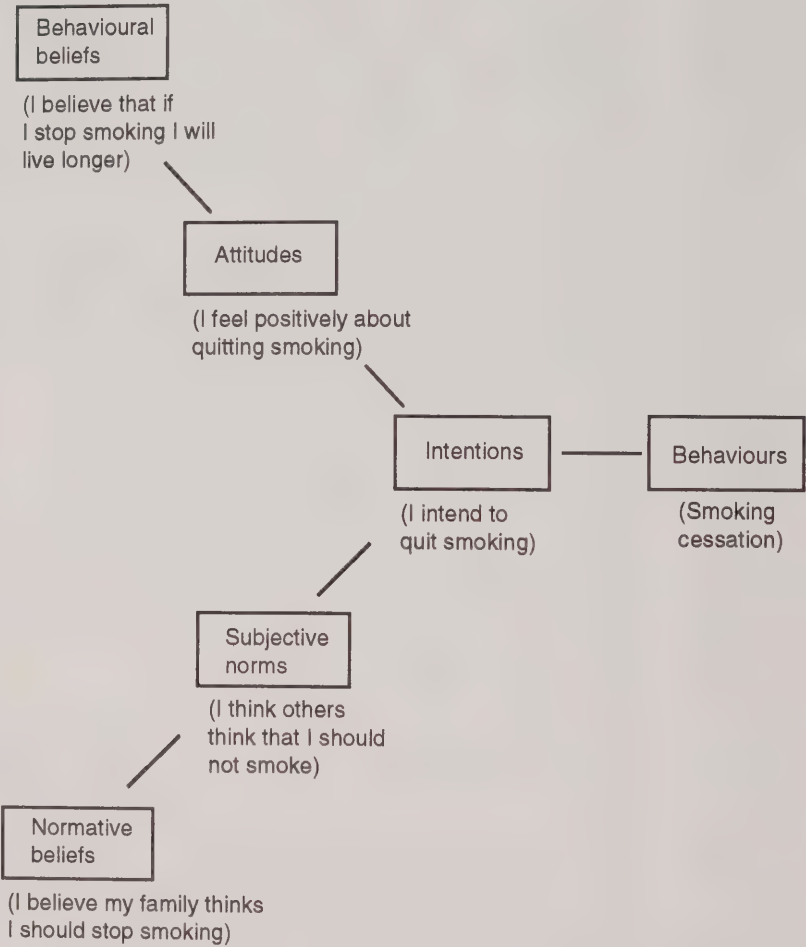 Behavioural
beliefs
(I believe that if
I stop smoking I will
live longer)
Attitudes
(I feel positively about
quitting smoking)
Intentions
(I intend to
quit smoking)
Behaviours
(Smoking
cessation)
Subjective
norms
(I think others
think that I should
not smoke)
Normative
beliefs
(I believe my family thinks
I should stop smoking)